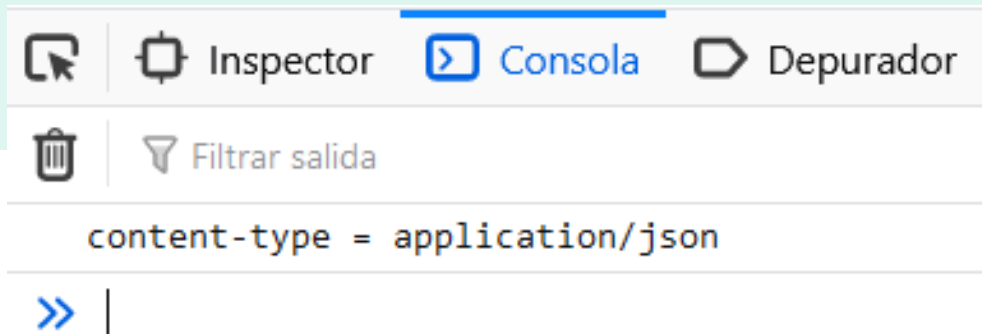 Inspector Consola Depurador
Filtrar salida
content-type = application/json